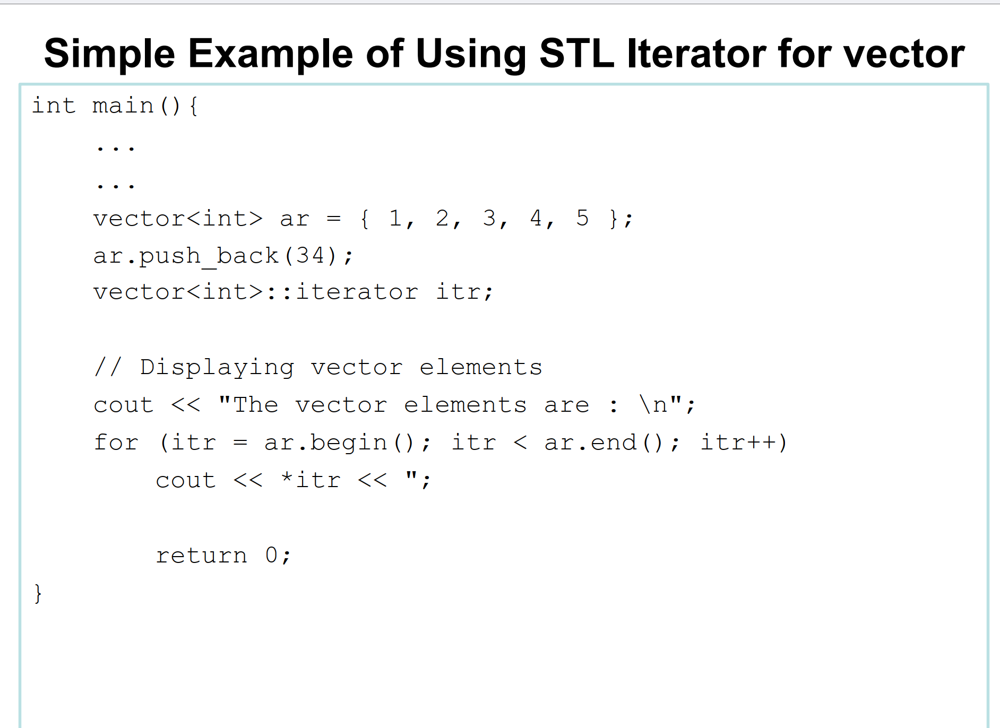 Simple Example of Using STL Iterator for vector
int main(){
...
...
vector<int> ar = { 1, 2, 3, 4, 5 };
ar.push_back(34);
vector<int>::iterator itr;
// Displaying vector elements
cout << "The vector elements are : \n";
for (itr = ar.begin(); itr < ar.end(); itr++)
cout << *itr << ";
return 0;
}